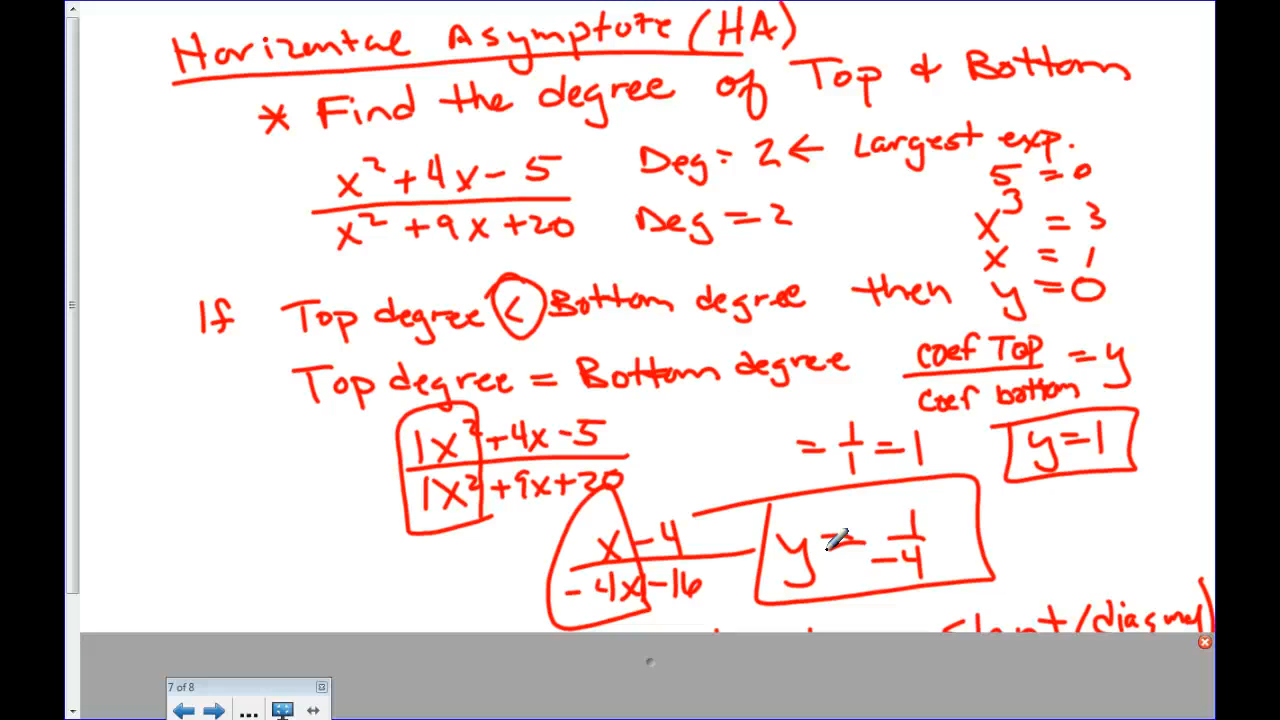 Horizontal Asymptote (HA)
* Find the degree of Top & Bottom
x² + 4x - 5 Deg = 2 ← Largest exp.
5 = 0
x² + 9x + 20 Deg = 2
x³ = 3
x = 1
If Top degree < Bottom degree then y = 0
Top degree = Bottom degree coef Top = y
coef bottom
1x² + 4x - 5 = 1/1 = 1 y = 1
1x² + 9x + 20
x - 4 y = 1
-4x - 16 -4
Slant/diagonal)
7 of 8
...